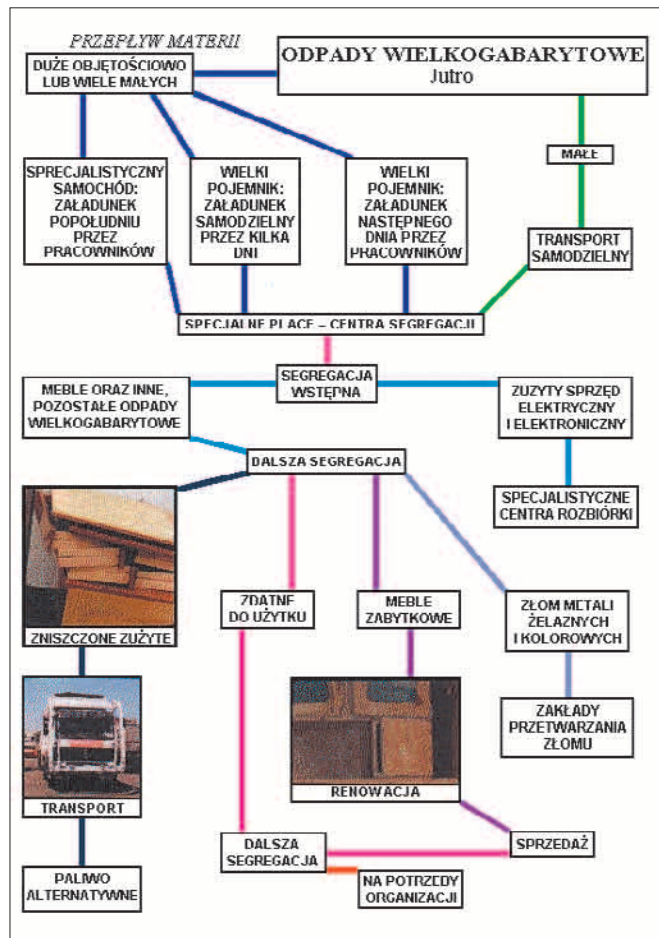 PRZEPŁYW MATERII
ODPADY WIELKOGABARYTOWE
Jutro
DUŻE OBJĘTOŚCIOWO
LUB WIELE MAŁYCH
MAŁE
SPRECJALISTYCZNY
SAMOCHÓD:
ZAŁADUNEK
POPOŁUDNIU
PRZEZ
PRACOWNIKÓW
WIELKI
POJEMNIK:
ZAŁADUNEK
SAMODZIELNY
PRZEZ KILKA
DNI
WIELKI
POJEMNIK:
ZAŁADUNEK
NASTĘPNEGO
DNIA PRZEZ
PRACOWNIKÓW
TRANSPORT
SAMODZIELNY
SPECJALNE PLACE – CENTRA SEGREGACJI
SEGREGACJA
WSTĘPNA
MEBLE ORAZ INNE,
POZOSTAŁE ODPADY
WIELKOGABARYTOWE
ZUZYTY SPRZĘD
ELEKTRYCZNY
I ELEKTRONICZNY
DALSZA SEGREGACJA
SPECJALISTYCZNE
CENTRA ROZBIÓRKI
ZNISZCZONE ZUŻYTE
ZDATNE
DO UŻYTKU
MEBLE
ZABYTKOWE
ZŁOM METALI
ŻELAZNYCH
I KOLOROWYCH
TRANSPORT
RENOWACJA
ZAKŁADY
PRZETWARZANIA
ZŁOMU
DALSZA
SEGREGACJA
SPRZEDAŻ
PALIWO
ALTERNATYWNE
NA POTRZEDY
ORGANIZACJI